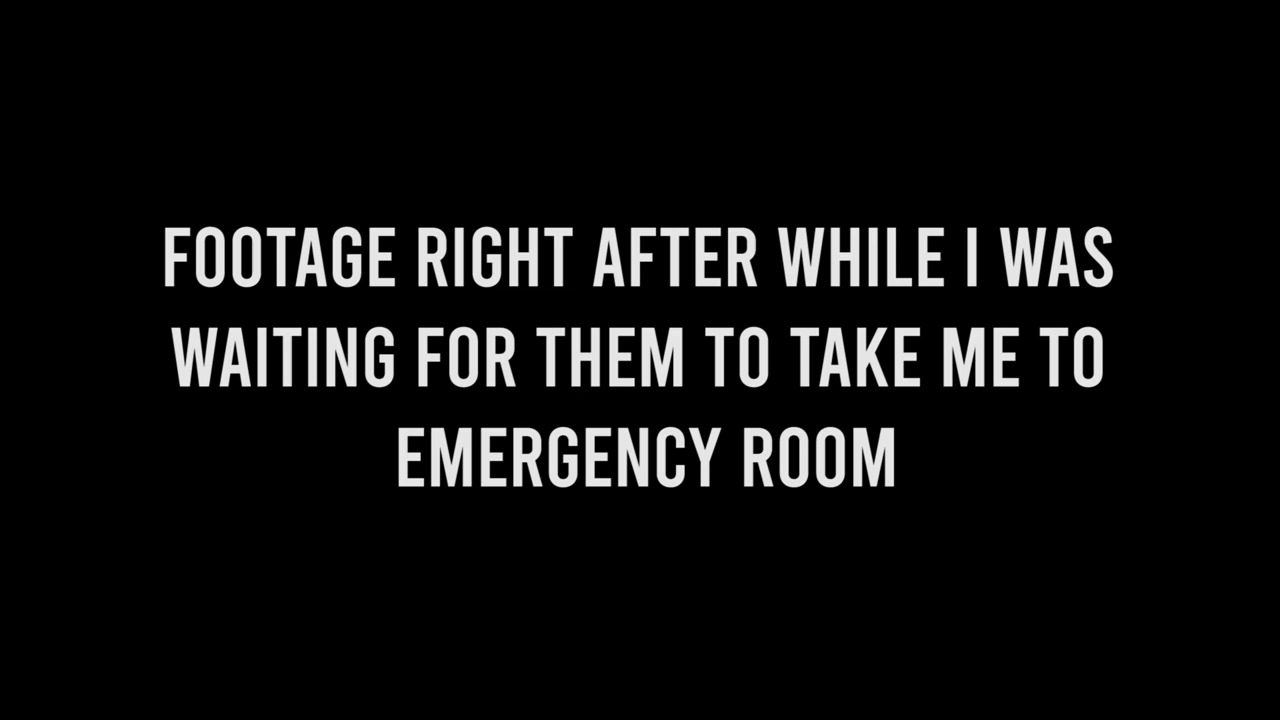 FOOTAGE RIGHT AFTER WHILE I WAS
WAITING FOR THEM TO TAKE ME TO
EMERGENCY ROOM